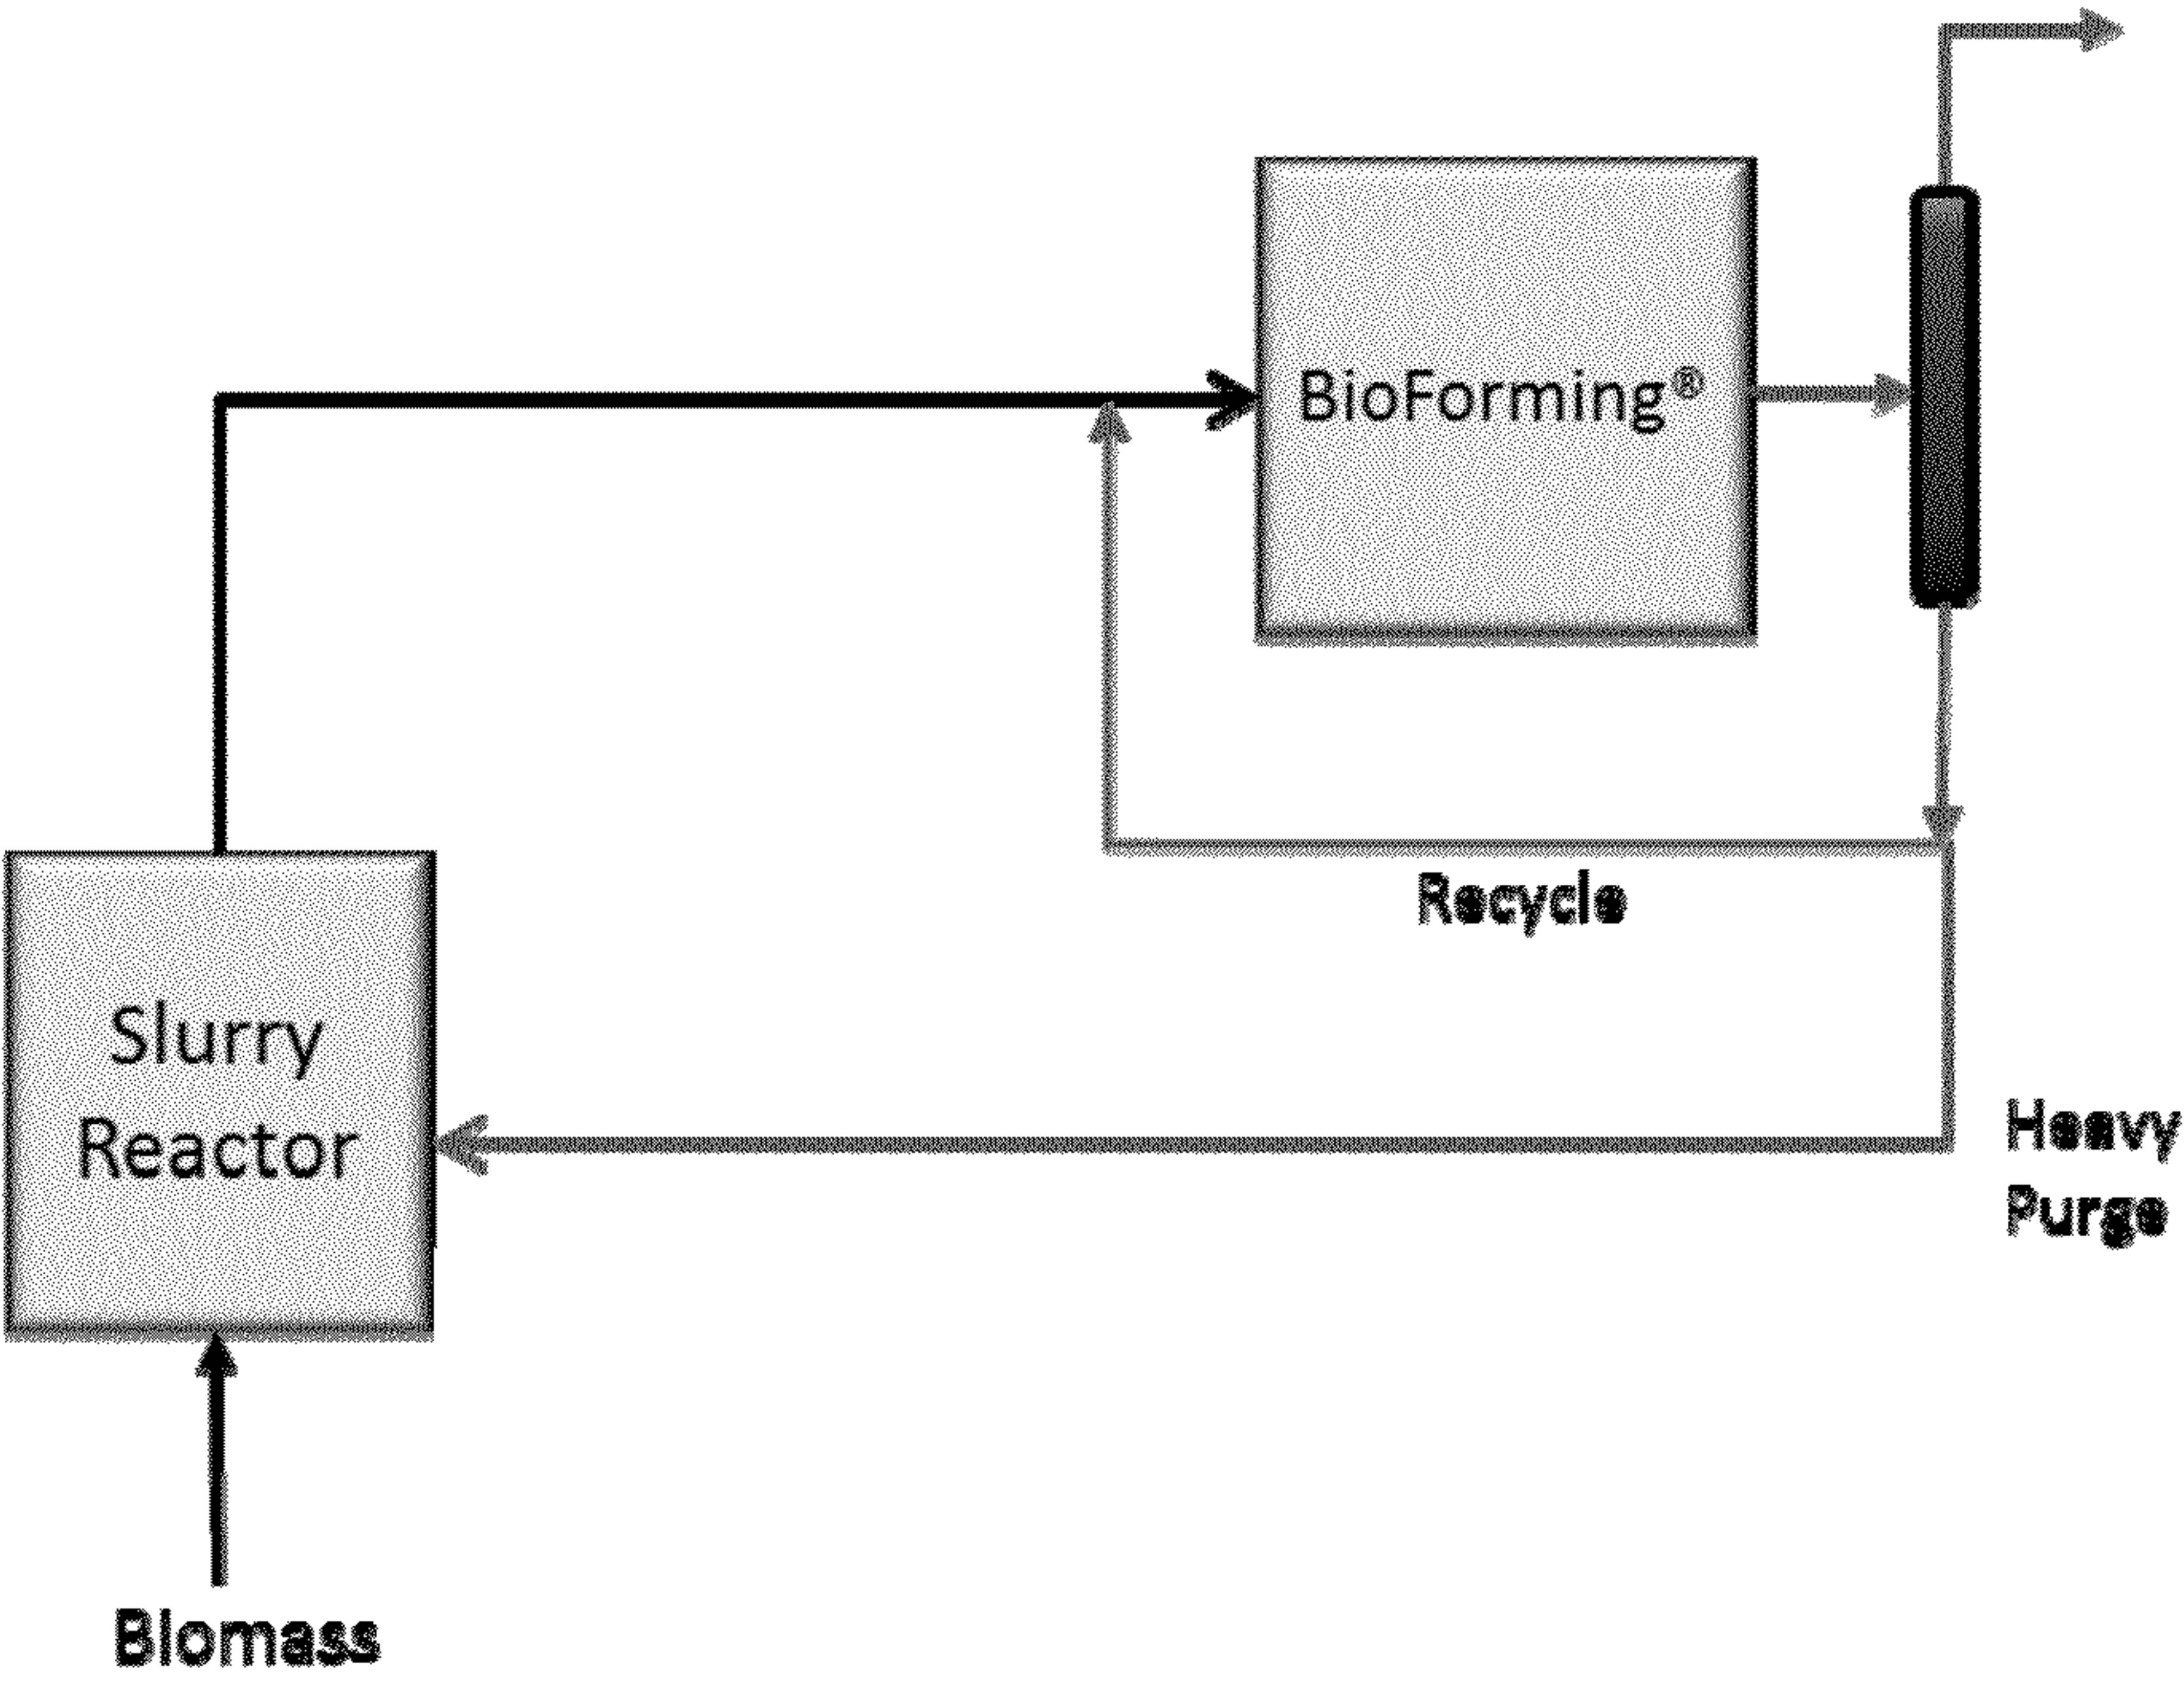 BioForming®
Recycle
Slurry
Reactor
Heavy
Purge
Biomass